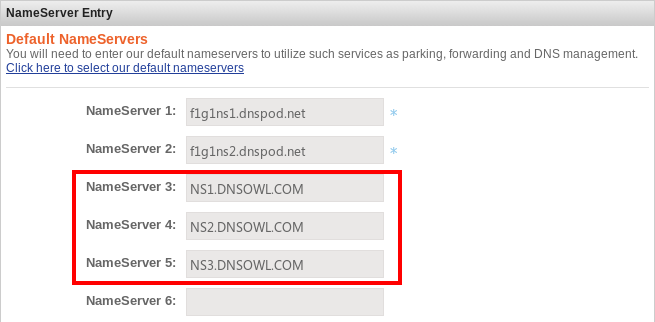 NameServer Entry
Default NameServers
You will need to enter our default nameservers to utilize such services as parking, forwarding and DNS management.
Click here to select our default nameservers
NameServer 1: f1g1ns1.dnspod.net *
NameServer 2: f1g1ns2.dnspod.net *
NameServer 3: NS1.DNSOWL.COM
NameServer 4: NS2.DNSOWL.COM
NameServer 5: NS3.DNSOWL.COM
NameServer 6: